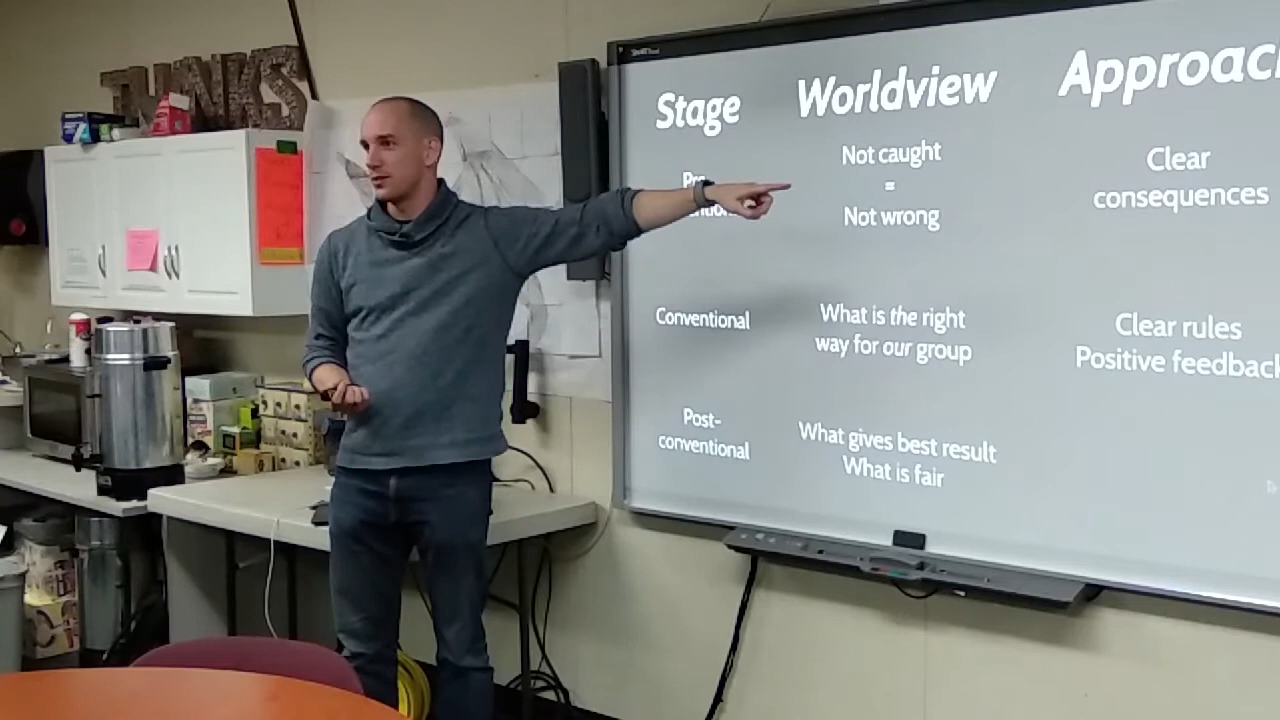 THINKS
Stage Worldview Approac
Not caught
=
Not wrong
Clear
consequences
Conventional
What is the right
way for our group
Clear rules
Positive feedback
Post-
conventional
What gives best result
What is fair